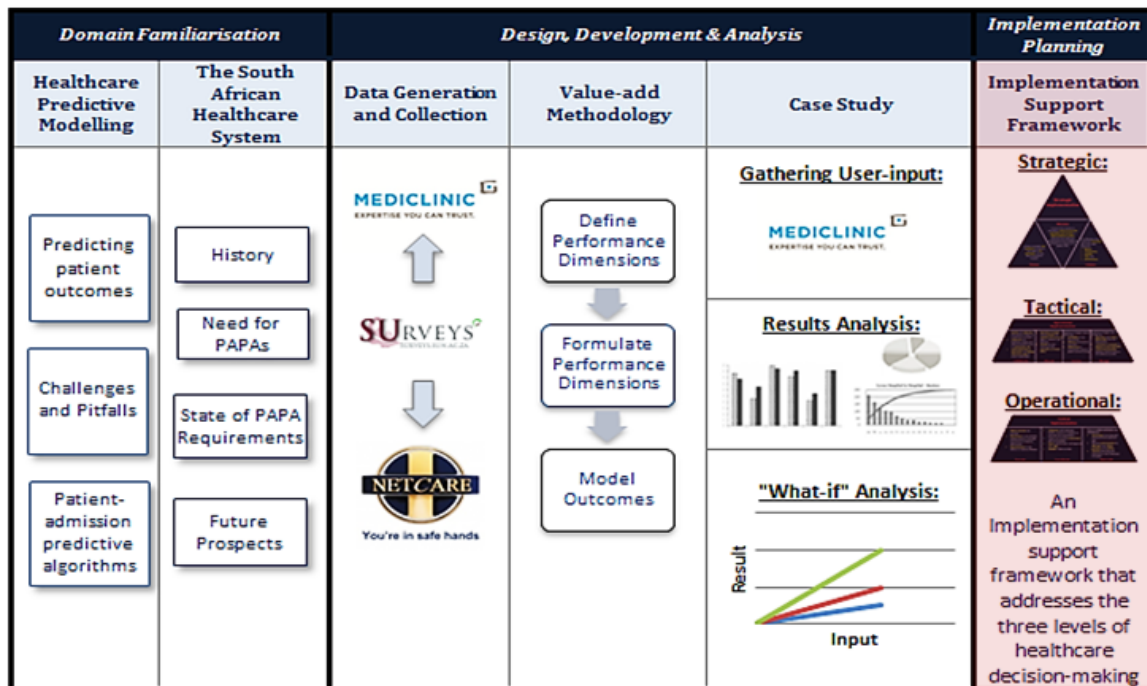 Domain Familiarisation
Design, Development & Analysis
Implementation
Planning
Healthcare
Predictive
Modelling
The South
African
Healthcare
System
Data Generation
and Collection
Value-add
Methodology
Case Study
Implementation
Support
Framework
Predicting
patient
outcomes
Challenges
and Pitfalls
Patient-
admission
predictive
algorithms
History
Need for
PAPAs
State of PAPA
Requirements
Future
Prospects
MEDICLINIC
EXPERTISE YOU CAN TRUST.
SURVEYS
NETCARE
You're in safe hands
Define
Performance
Dimensions
Formulate
Performance
Dimensions
Model
Outcomes
Gathering User-input:
MEDICLINIC
EXPERTISE YOU CAN TRUST.
Results Analysis:
"What-if" Analysis:
Result
Input
Strategic:
Tactical:
Operational:
An
Implementation
support
framework that
addresses the
three levels of
healthcare
decision-making